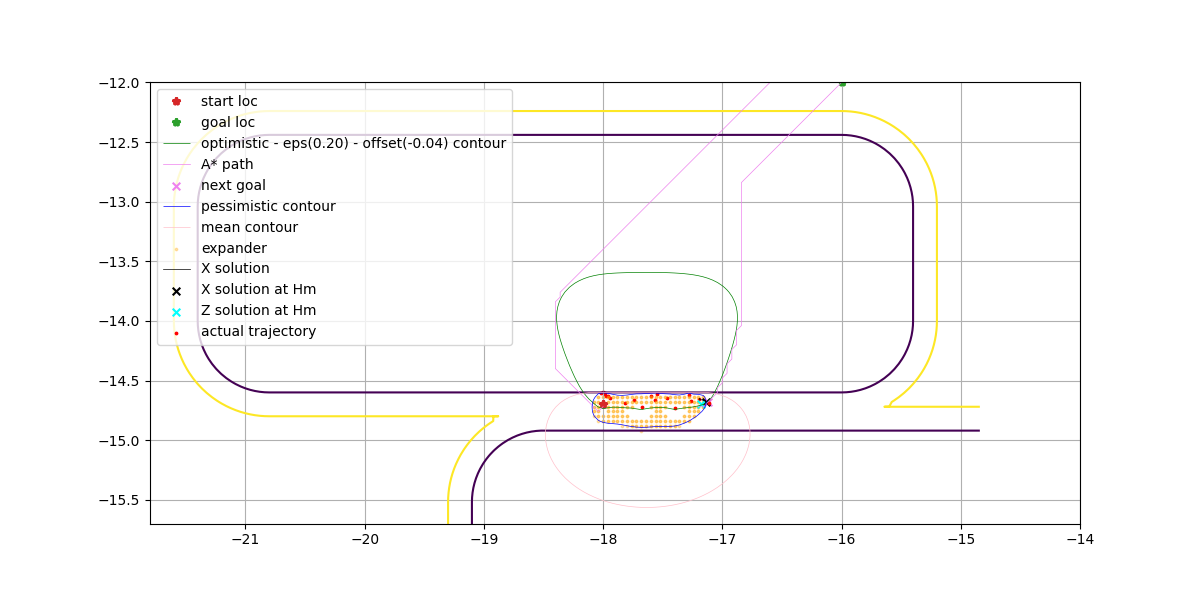 −12.0
−12.5
−13.0
−13.5
−14.0
−14.5
−15.0
−15.5
start loc
goal loc
optimistic - eps(0.20) - offset(-0.04) contour
A* path
next goal
pessimistic contour
mean contour
expander
X solution
X solution at Hm
Z solution at Hm
actual trajectory
−21
−20
−19
−18
−17
−16
−15
−14